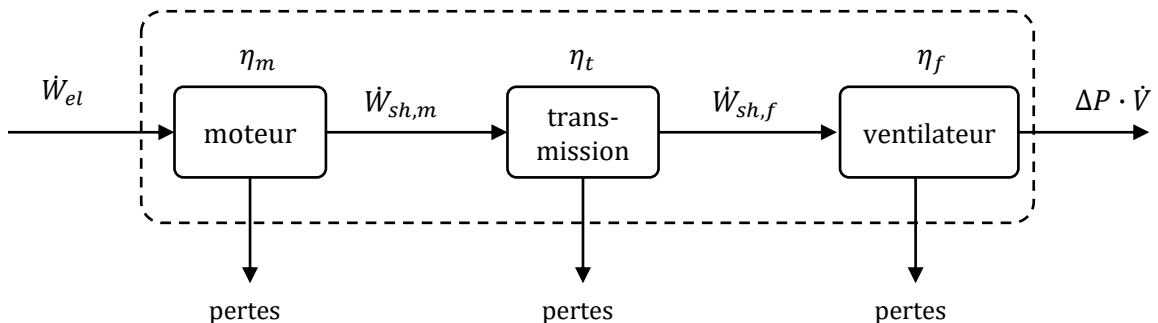 η_m η_t η_f
Ẇ_el Ẇ_sh,m Ẇ_sh,f ΔP · V̇
moteur trans- ventilateur
mission
pertes pertes pertes